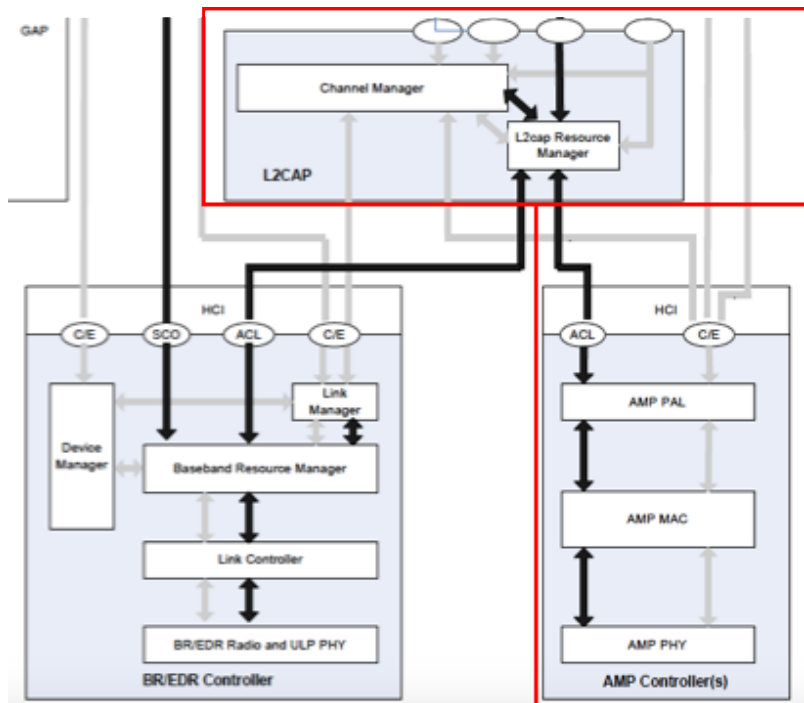 GAP
Channel Manager
L2cap Resource
Manager
L2CAP
HCI
HCI
C/E
SCO
ACL
C/E
ACL
C/E
Link
Manager
AMP PAL
Device
Manager
Baseband Resource Manager
AMP MAC
Link Controller
BR/EDR Radio and ULP PHY
AMP PHY
BR/EDR Controller
AMP Controller(s)